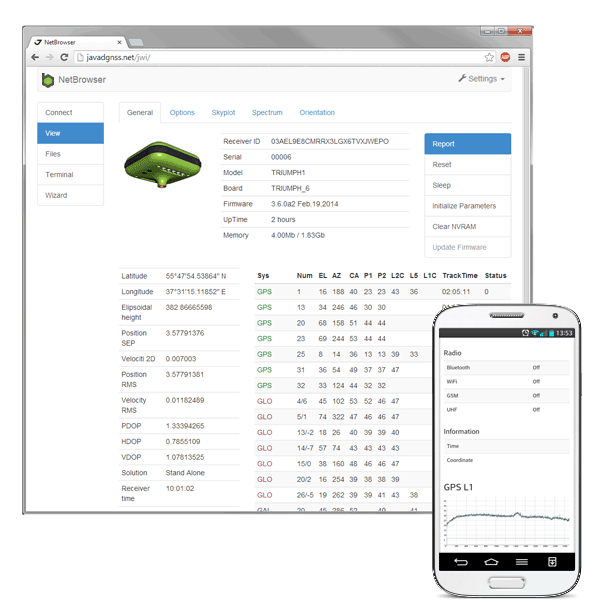 NetBrowser
javadgnss.net/jwi/
NetBrowser
Settings
Connect
View
Files
Terminal
Wizard
General Options Skyplot Spectrum Orientation
Receiver ID 03AEL9E8CMRRX3LGX6TVXJWEPO
Serial 00006
Model TRIUMPH1
Board TRIUMPH_6
Firmware 3.6.0a2 Feb,19,2014
UpTime 2 hours
Memory 4.00Mb / 1.83Gb
Report
Reset
Sleep
Initialize Parameters
Clear NVRAM
Update Firmware
Latitude 55°47'54.53864" N
Longitude 37°31'15.11852" E
Elipsoidal
height 382.86665598
Position
SEP 3.57791376
Velociti 2D 0.007003
Position
RMS 3.57791381
Velocity
RMS 0.01182489
PDOP 1.33394265
HDOP 0.7855109
VDOP 1.07813525
Solution Stand Alone
Receiver
time 10:01:02
Sys Num EL AZ CA P1 P2 L2C L5 L1C TrackTime Status
GPS 1 16 188 40 23 23 43 36 02:05:11 0
GPS 13 34 246 46 30 30
GPS 20 68 158 51 44 44
GPS 23 69 244 53 44 44
GPS 25 8 14 36 13 13 39 33
GPS 31 36 54 49 37 37 47
GPS 32 33 124 44 32 32
GLO 4/6 45 102 53 52 46 47
GLO 5/1 74 322 47 46 46 47
GLO 13/-2 18 26 40 39 39 40
GLO 14/-7 57 74 43 43 43 43
GLO 15/0 38 160 48 46 46 47
GLO 20/2 16 254 39 38 38 39
GLO 26/-5 19 262 39 39 41 43 38
GAL 20 45 286 52 49 41
13:53
Radio
Bluetooth Off
WiFi Off
GSM Off
UHF Off
Information
Time
Coordinate
GPS L1